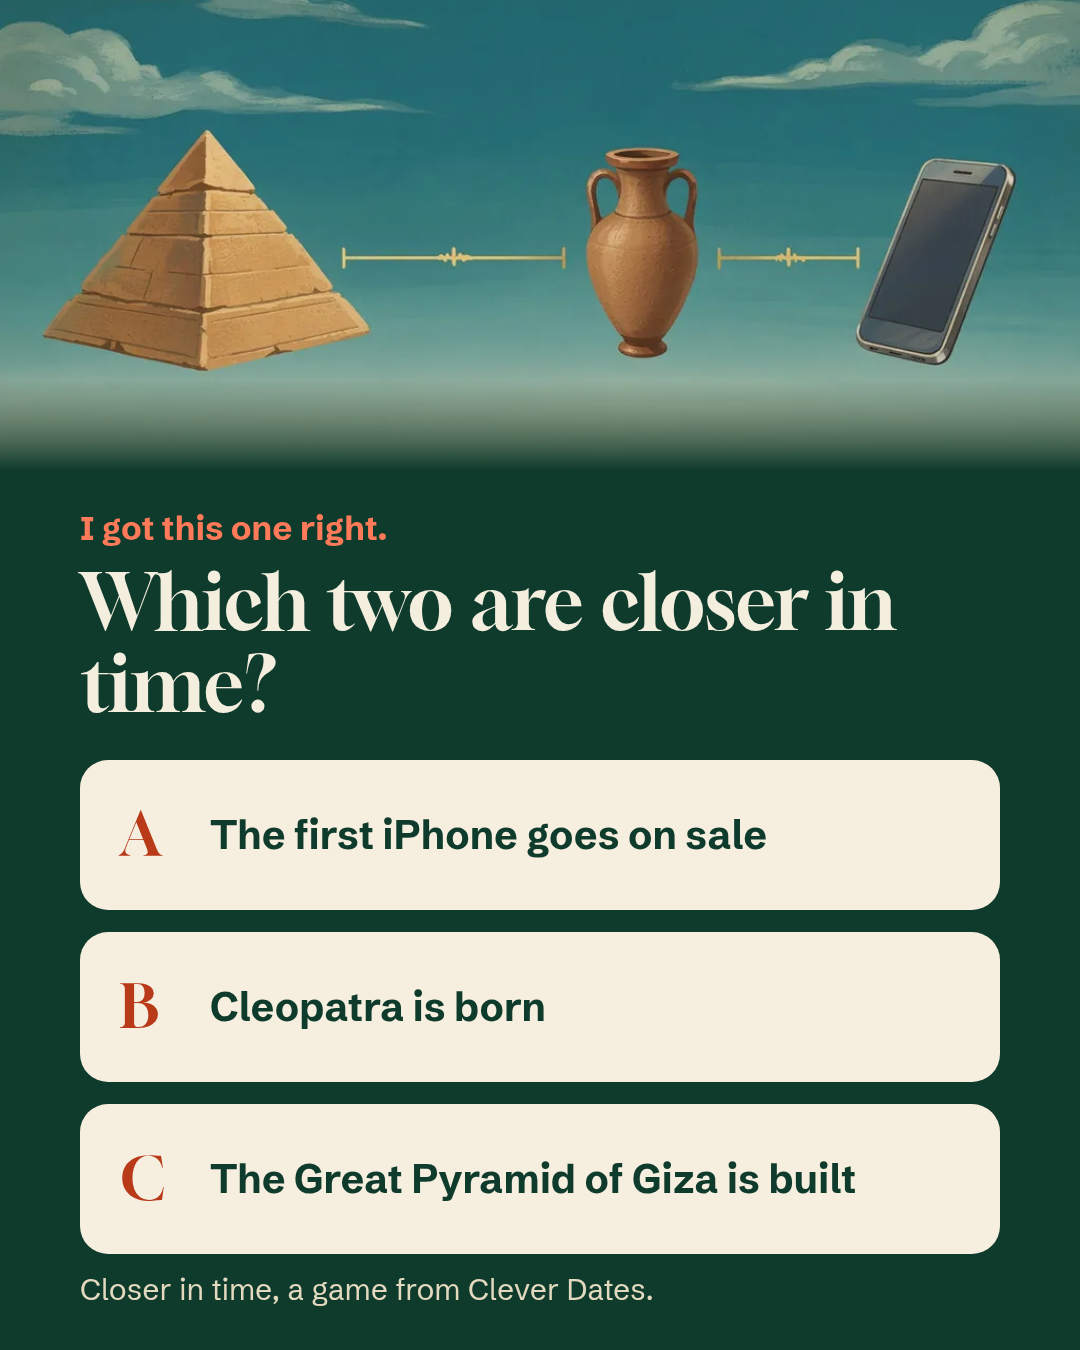 I got this one right.
Which two are closer in
time?
A The first iPhone goes on sale
B Cleopatra is born
C The Great Pyramid of Giza is built
Closer in time, a game from Clever Dates.